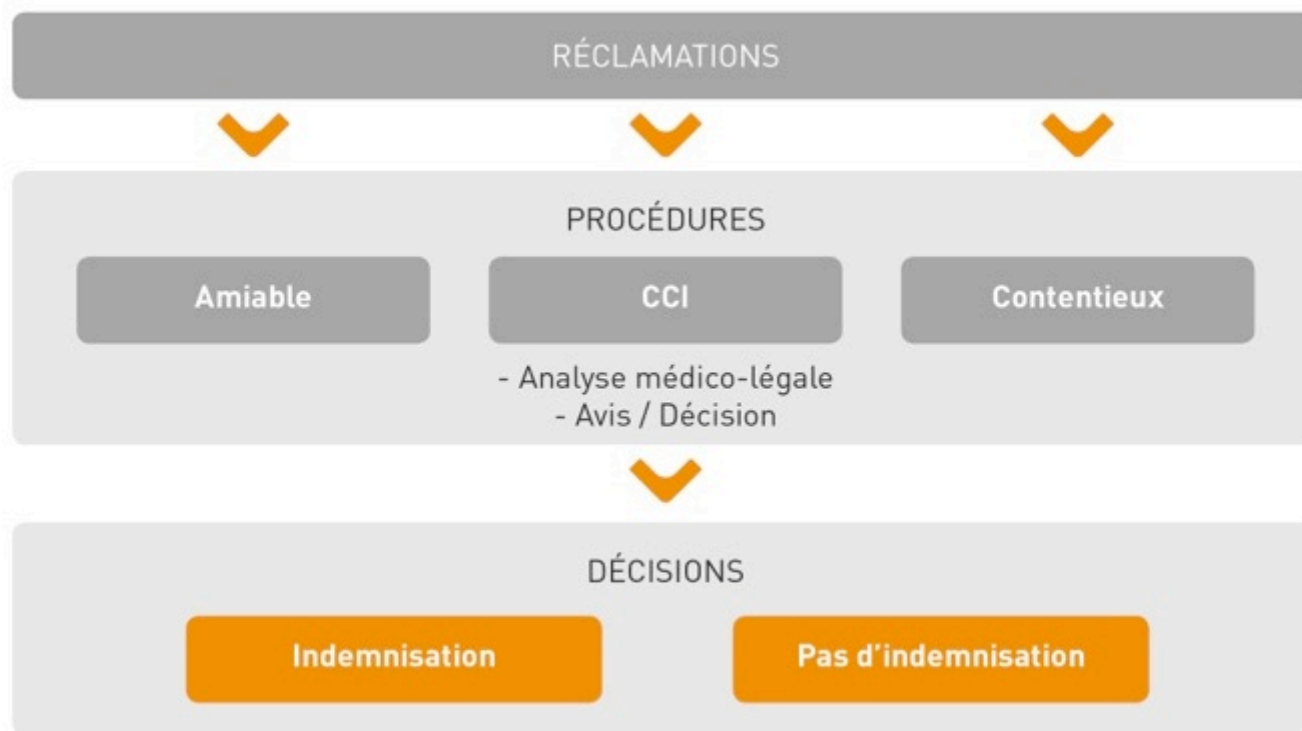 RÉCLAMATIONS
PROCÉDURES
Amiable
CCI
Contentieux
- Analyse médico-légale
- Avis / Décision
DÉCISIONS
Indemnisation
Pas d'indemnisation